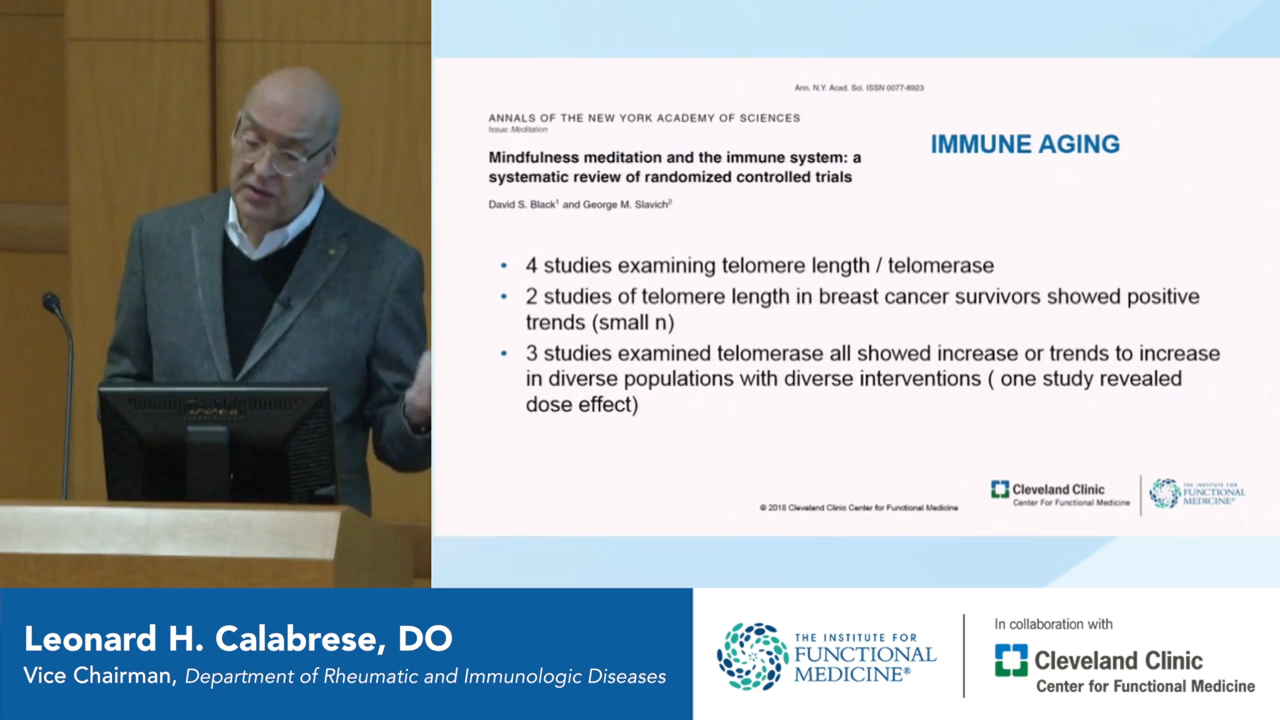 Ann. N.Y. Acad. Sci. ISSN 0077-8923
ANNALS OF THE NEW YORK ACADEMY OF SCIENCES
Issue: Meditation
IMMUNE AGING
Mindfulness meditation and the immune system: a
systematic review of randomized controlled trials
David S. Black¹ and George M. Slavich²
• 4 studies examining telomere length / telomerase
• 2 studies of telomere length in breast cancer survivors showed positive
trends (small n)
• 3 studies examined telomerase all showed increase or trends to increase
in diverse populations with diverse interventions ( one study revealed
dose effect)
Cleveland Clinic
Center For Functional Medicine
THE INSTITUTE FOR
FUNCTIONAL
MEDICINE®
© 2018 Cleveland Clinic Center for Functional Medicine
Leonard H. Calabrese, DO
Vice Chairman, Department of Rheumatic and Immunologic Diseases
THE INSTITUTE FOR
FUNCTIONAL
MEDICINE®
In collaboration with
Cleveland Clinic
Center for Functional Medicine